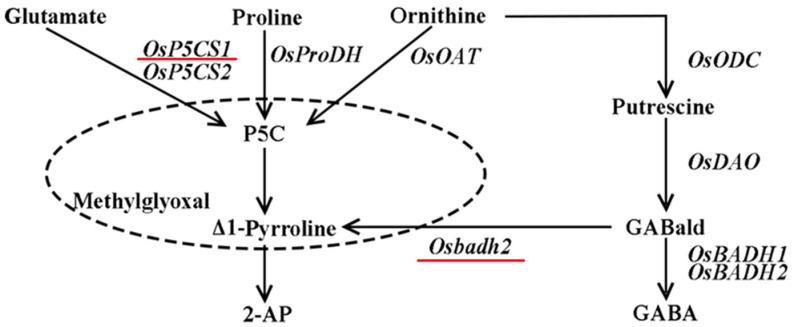 Glutamate
Proline
Ornithine
OsP5CS1
OsP5CS2
OsProDH
OsOAT
OsODC
Putrescine
P5C
OsDAO
Methylglyoxal
Δ1-Pyrroline
GABald
Osbadh2
OsBADH1
OsBADH2
2-AP
GABA